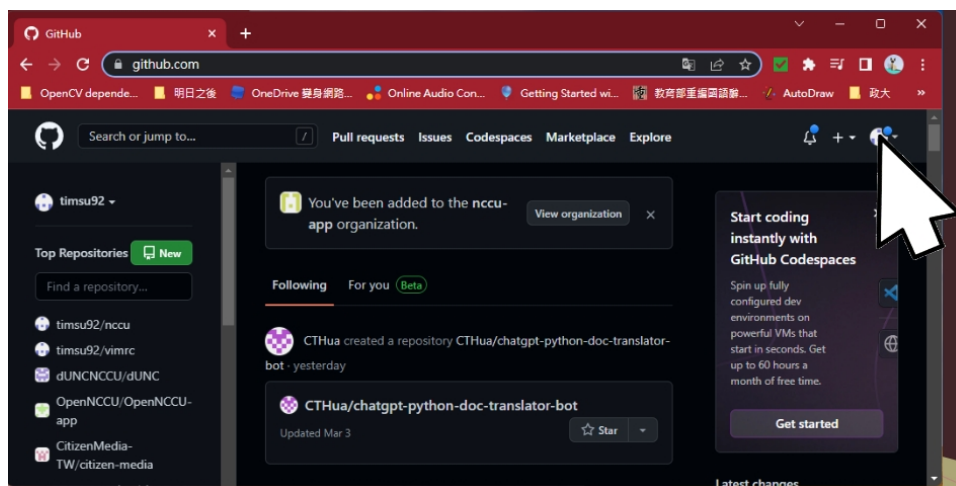 GitHub
github.com
OpenCV depende...
明日之後
OneDrive 變身網路...
Online Audio Con...
Getting Started wi...
教育部重編國語辭...
AutoDraw
政大
»
Search or jump to...
/
Pull requests Issues Codespaces Marketplace Explore
timsu92
Top Repositories
New
Find a repository...
timsu92/nccu
timsu92/vimrc
dUNCNCCU/dUNC
OpenNCCU/OpenNCCU-
app
CitizenMedia-
TW/citizen-media
You've been added to the nccu-
app organization.
View organization
Following For you Beta
CTHua created a repository CTHua/chatgpt-python-doc-translator-
bot · yesterday
CTHua/chatgpt-python-doc-translator-bot
Updated Mar 3
Star
Start coding
instantly with
GitHub Codespaces
Spin up fully
configured dev
environments on
powerful VMs that
start in seconds. Get
up to 60 hours a
month of free time.
Get started
Latest changes